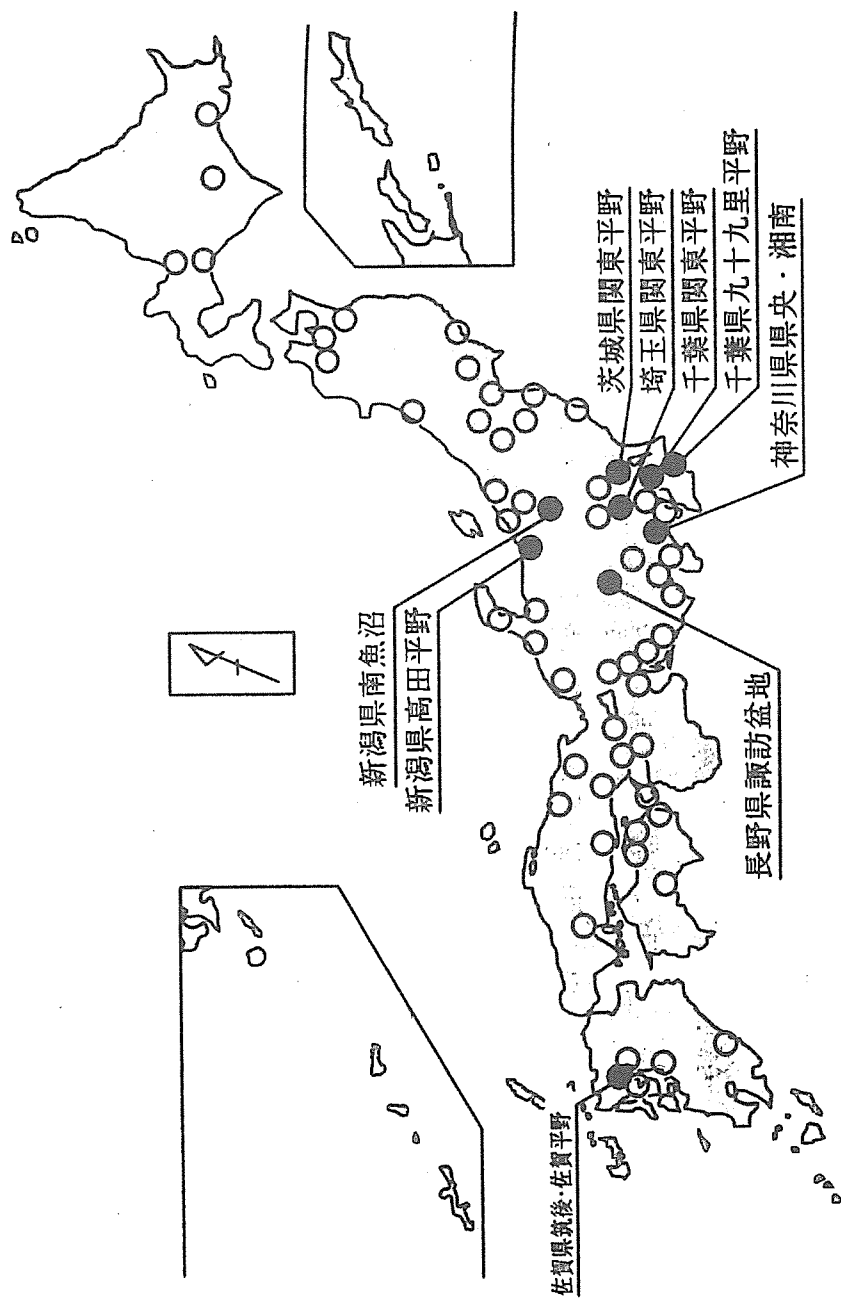 新潟県南魚沼
新潟県高田平野
茨城県関東平野
埼玉県関東平野
千葉県関東平野
千葉県九十九里平野
神奈川県県央・湘南
長野県諏訪盆地
佐賀県筑後・佐賀平野